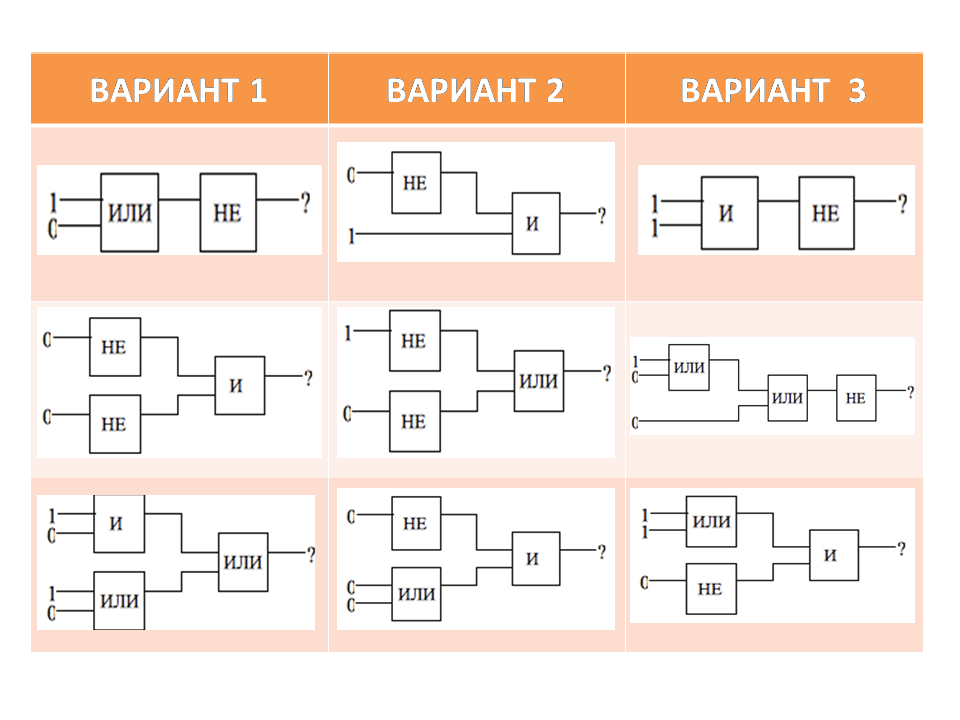 ВАРИАНТ 1 ВАРИАНТ 2 ВАРИАНТ 3
1 0 ИЛИ НЕ ?
0 НЕ 1 И ?
1 1 И НЕ ?
0 НЕ 0 НЕ И ?
1 НЕ 0 НЕ ИЛИ ?
1 0 ИЛИ 0 ИЛИ НЕ ?
1 0 И 1 0 ИЛИ ИЛИ ?
0 НЕ 0 0 ИЛИ И ?
1 1 ИЛИ 0 НЕ И ?